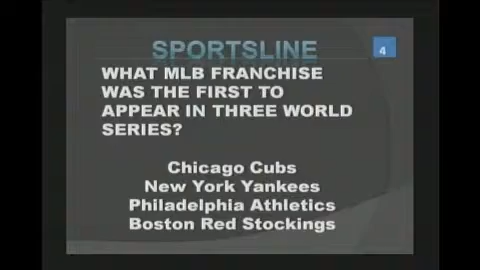 SPORTSLINE
4
WHAT MLB FRANCHISE
WAS THE FIRST TO
APPEAR IN THREE WORLD
SERIES?
Chicago Cubs
New York Yankees
Philadelphia Athletics
Boston Red Stockings